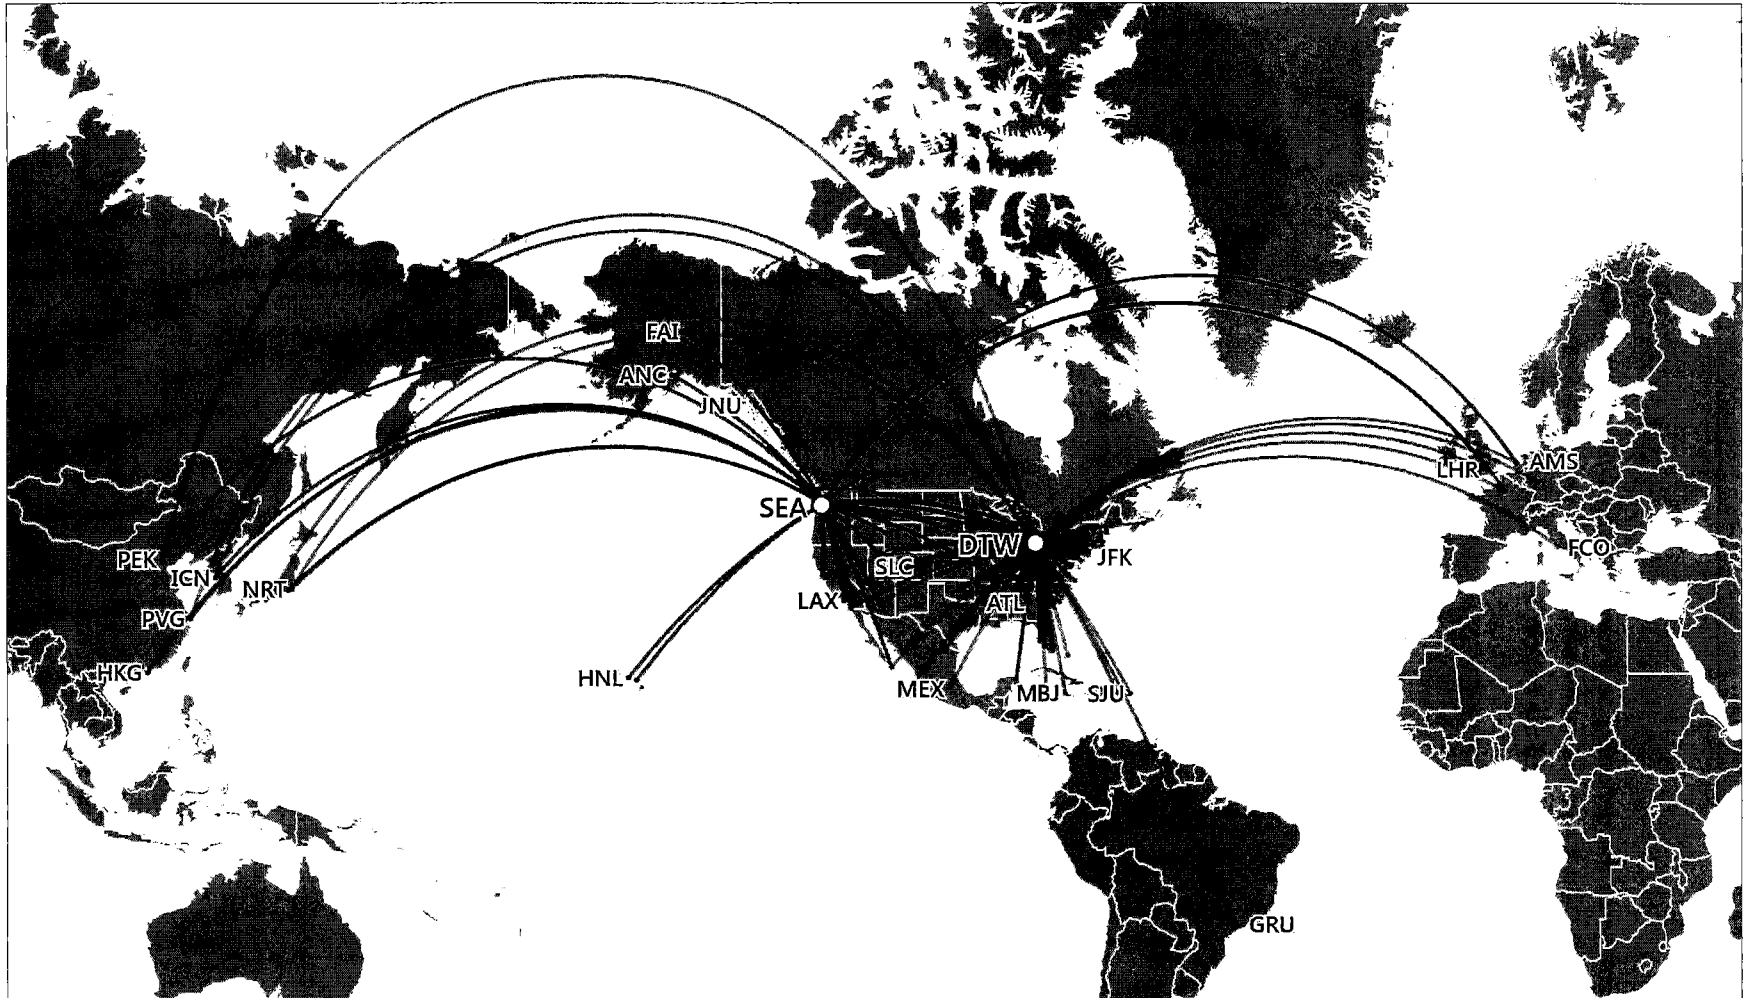 FAI
ANC
JNU
LHR
AMS
SEA
DTW
FCO
PEK
ICN
NRT
SLC
JFK
PVG
LAX
ATL
HKG
HNL
MEX
MBJ
SJU
GRU